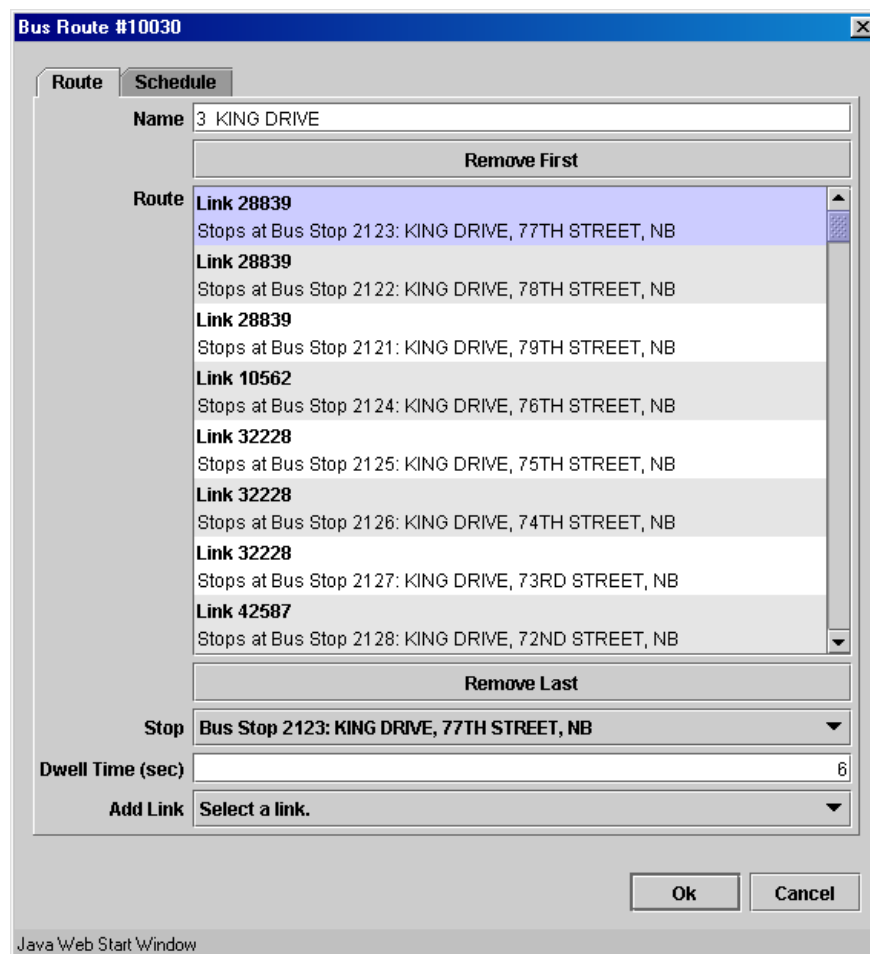 Bus Route #10030
Route Schedule
Name 3 KING DRIVE
Remove First
Route Link 28839
Stops at Bus Stop 2123: KING DRIVE, 77TH STREET, NB
Link 28839
Stops at Bus Stop 2122: KING DRIVE, 78TH STREET, NB
Link 28839
Stops at Bus Stop 2121: KING DRIVE, 79TH STREET, NB
Link 10562
Stops at Bus Stop 2124: KING DRIVE, 76TH STREET, NB
Link 32228
Stops at Bus Stop 2125: KING DRIVE, 75TH STREET, NB
Link 32228
Stops at Bus Stop 2126: KING DRIVE, 74TH STREET, NB
Link 32228
Stops at Bus Stop 2127: KING DRIVE, 73RD STREET, NB
Link 42587
Stops at Bus Stop 2128: KING DRIVE, 72ND STREET, NB
Remove Last
Stop Bus Stop 2123: KING DRIVE, 77TH STREET, NB
Dwell Time (sec) 6
Add Link Select a link.
Ok Cancel
Java Web Start Window